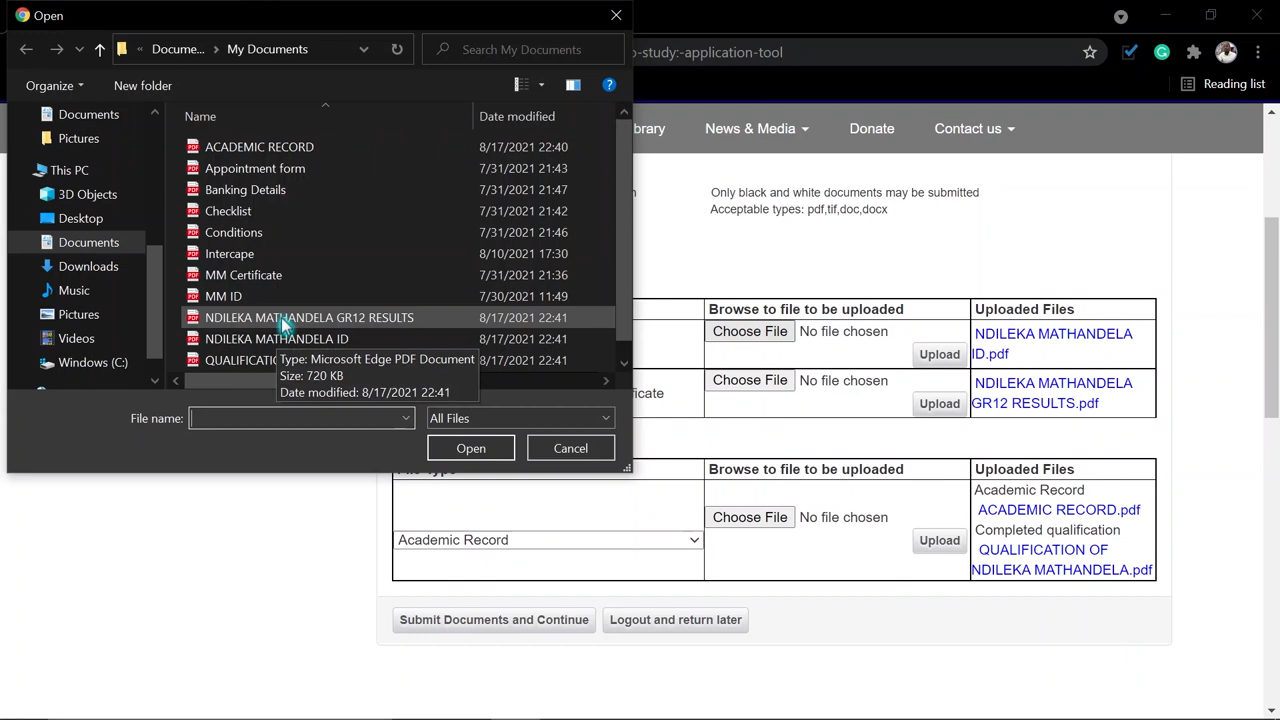 Open
Docume... My Documents
Search My Documents
o-study:-application-tool
Organize
New folder
Reading list
Documents
Pictures
This PC
3D Objects
Desktop
Documents
Downloads
Music
Pictures
Videos
Windows (C:)
Name Date modified
ACADEMIC RECORD 8/17/2021 22:40
Appointment form 7/31/2021 21:43
Banking Details 7/31/2021 21:47
Checklist 7/31/2021 21:42
Conditions 7/31/2021 21:46
Intercape 8/10/2021 17:30
MM Certificate 7/31/2021 21:36
MM ID 7/30/2021 11:49
NDILEKA MATHANDELA GR12 RESULTS 8/17/2021 22:41
NDILEKA MATHANDELA ID 8/17/2021 22:41
8/17/2021 22:41
Type: Microsoft Edge PDF Document
Size: 720 KB
Date modified: 8/17/2021 22:41
File name:
All Files
Open Cancel
News & Media Donate Contact us
Only black and white documents may be submitted
Acceptable types: pdf,tif,doc,docx
Browse to file to be uploaded Uploaded Files
Choose File No file chosen
Upload
NDILEKA MATHANDELA
ID.pdf
Choose File No file chosen
Upload
NDILEKA MATHANDELA
GR12 RESULTS.pdf
Browse to file to be uploaded Uploaded Files
Academic Record
Choose File No file chosen
Upload
Academic Record
ACADEMIC RECORD.pdf
Completed qualification
QUALIFICATION OF
NDILEKA MATHANDELA.pdf
Submit Documents and Continue Logout and return later